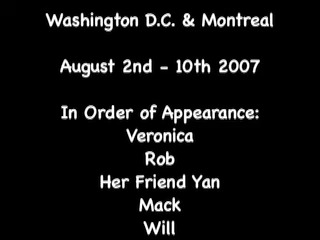 Washington D.C. & Montreal
August 2nd - 10th 2007
In Order of Appearance:
Veronica
Rob
Her Friend Yan
Mack
Will